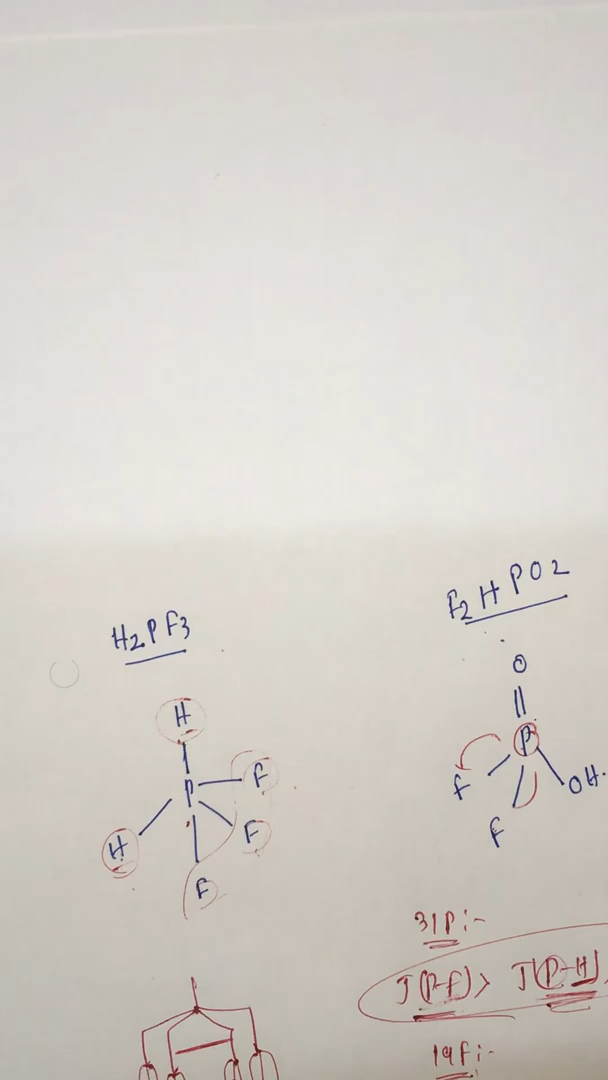 H2PF3
H
P F
H F
F
F2HPO2
O
P
F OH
F
31P:-
J(P-F) > J(P-H)
19F:-